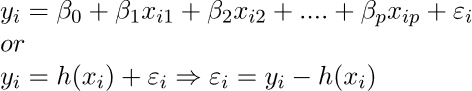 yᵢ = β₀ + β₁xᵢ₁ + β₂xᵢ₂ + .... + βₚxᵢₚ + εᵢ
or
yᵢ = h(xᵢ) + εᵢ ⇒ εᵢ = yᵢ − h(xᵢ)